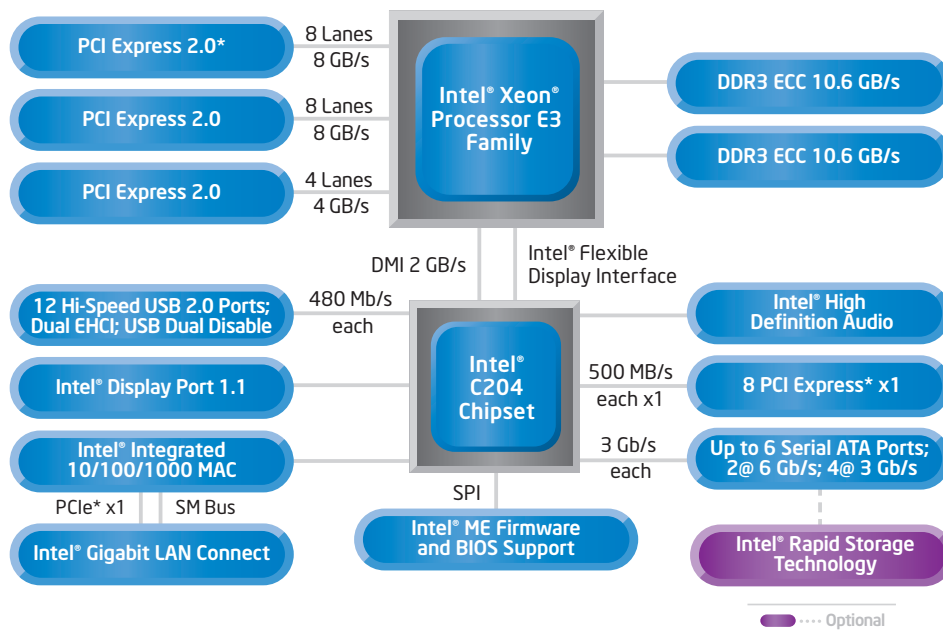 PCI Express 2.0*
8 Lanes
8 GB/s
PCI Express 2.0
8 Lanes
8 GB/s
PCI Express 2.0
4 Lanes
4 GB/s
Intel® Xeon®
Processor E3
Family
DDR3 ECC 10.6 GB/s
DDR3 ECC 10.6 GB/s
DMI 2 GB/s
Intel® Flexible
Display Interface
12 Hi-Speed USB 2.0 Ports;
Dual EHCI; USB Dual Disable
480 Mb/s
each
Intel® Display Port 1.1
Intel® Integrated
10/100/1000 MAC
PCIe* x1
SM Bus
Intel® Gigabit LAN Connect
Intel®
C204
Chipset
SPI
Intel® ME Firmware
and BIOS Support
Intel® High
Definition Audio
500 MB/s
each x1
8 PCI Express* x1
3 Gb/s
each
Up to 6 Serial ATA Ports;
2@ 6 Gb/s; 4@ 3 Gb/s
Intel® Rapid Storage
Technology
Optional